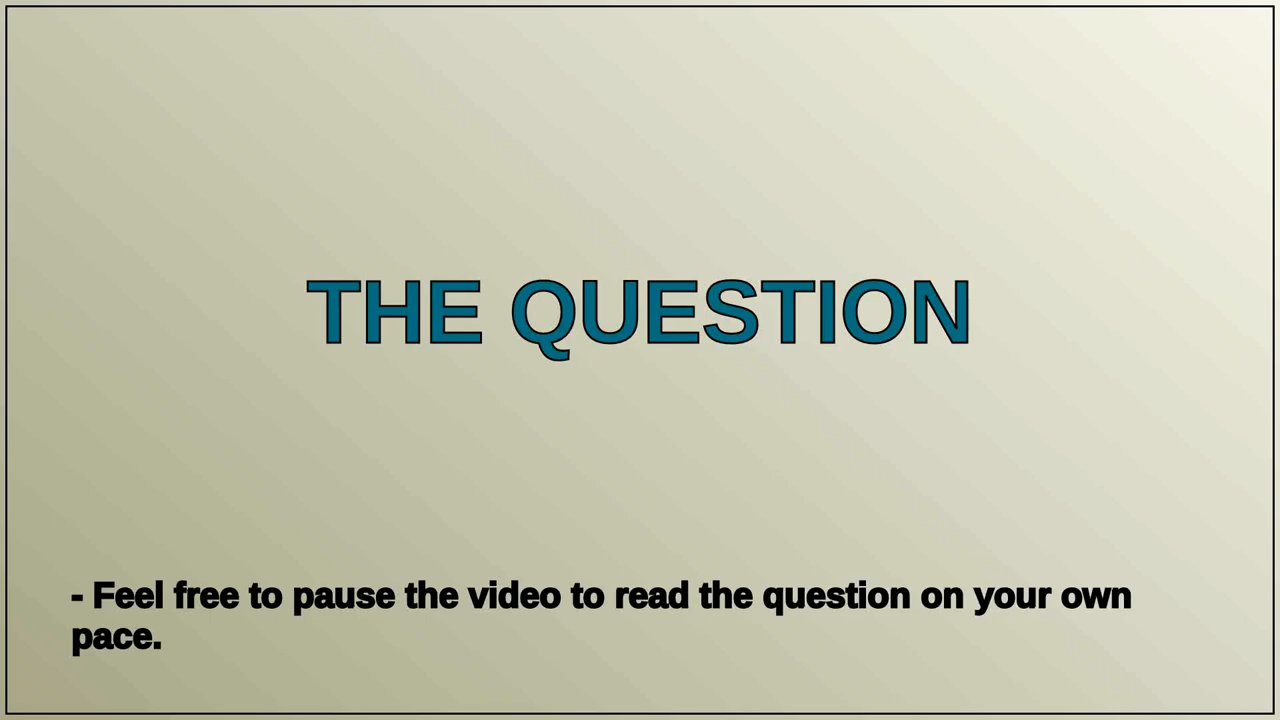 THE QUESTION
- Feel free to pause the video to read the question on your own
pace.